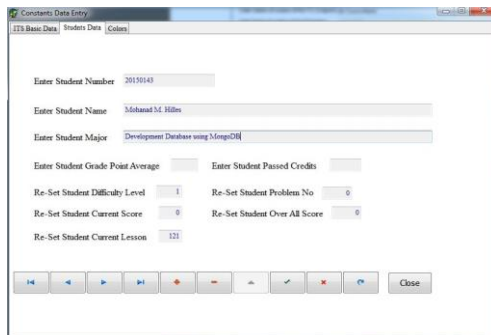 Constants Data Entry
ITS Basic Data Students Data Colors
Enter Student Number 20150143
Enter Student Name Mohanad M. Hilles
Enter Student Major Development Database using MongoDB
Enter Student Grade Point Average Enter Student Passed Credits
Re-Set Student Difficulty Level 1 Re-Set Student Problem No 0
Re-Set Student Current Score 0 Re-Set Student Over All Score 0
Re-Set Student Current Lesson 121
Close